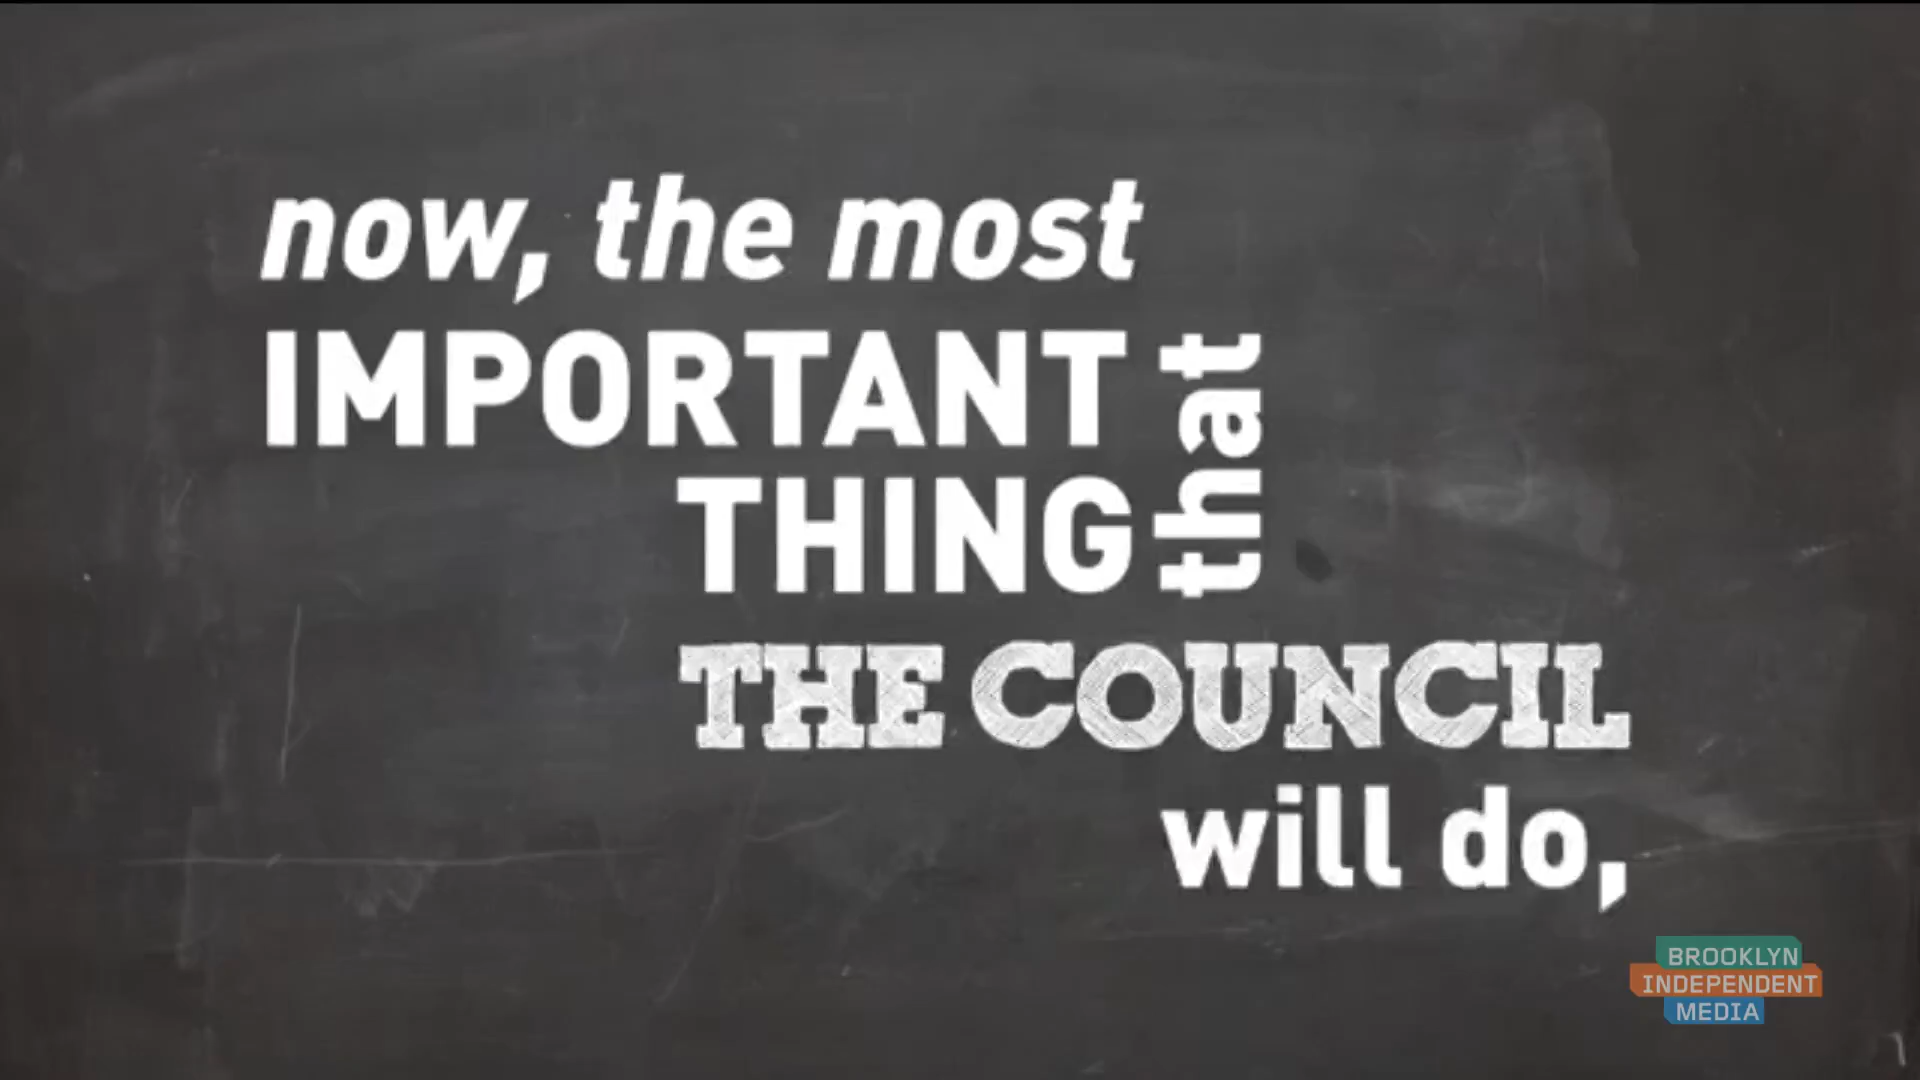 now, the most
IMPORTANT
THING
that
THE COUNCIL
will do,
BROOKLYN
INDEPENDENT
MEDIA